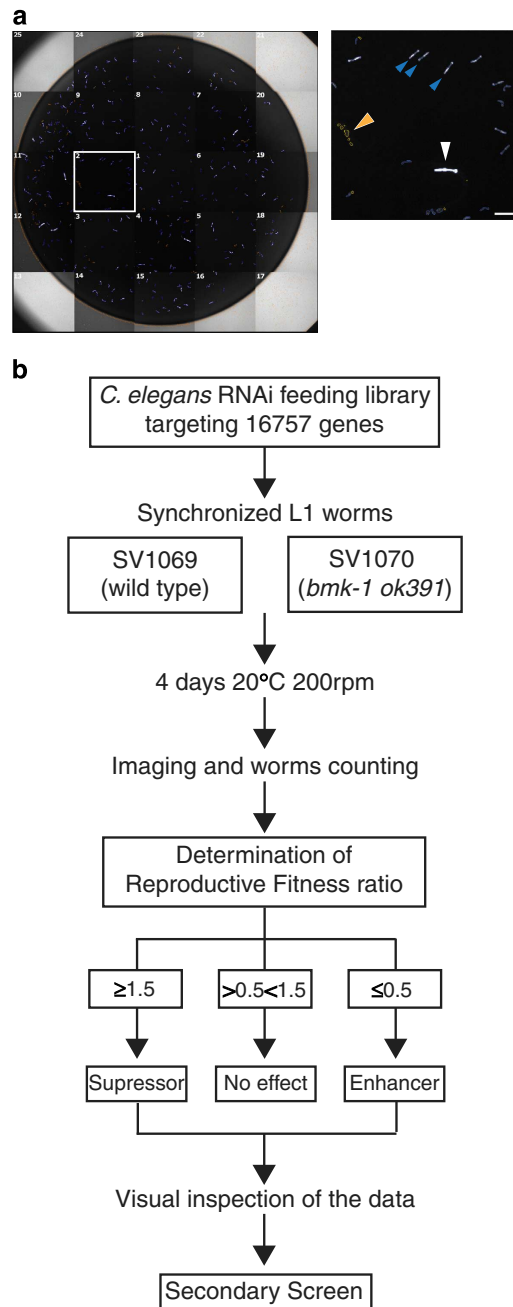 a
25 24 23 22 21
10 9 8 7 20
11 2 1 6 19
12 3 4 5 18
13 14 15 16 17
b
C. elegans RNAi feeding library
targeting 16757 genes
Synchronized L1 worms
SV1069
(wild type)
SV1070
(bmk-1 ok391)
4 days 20°C 200rpm
Imaging and worms counting
Determination of
Reproductive Fitness ratio
≥1.5
>0.5<1.5
≤0.5
Supressor
No effect
Enhancer
Visual inspection of the data
Secondary Screen